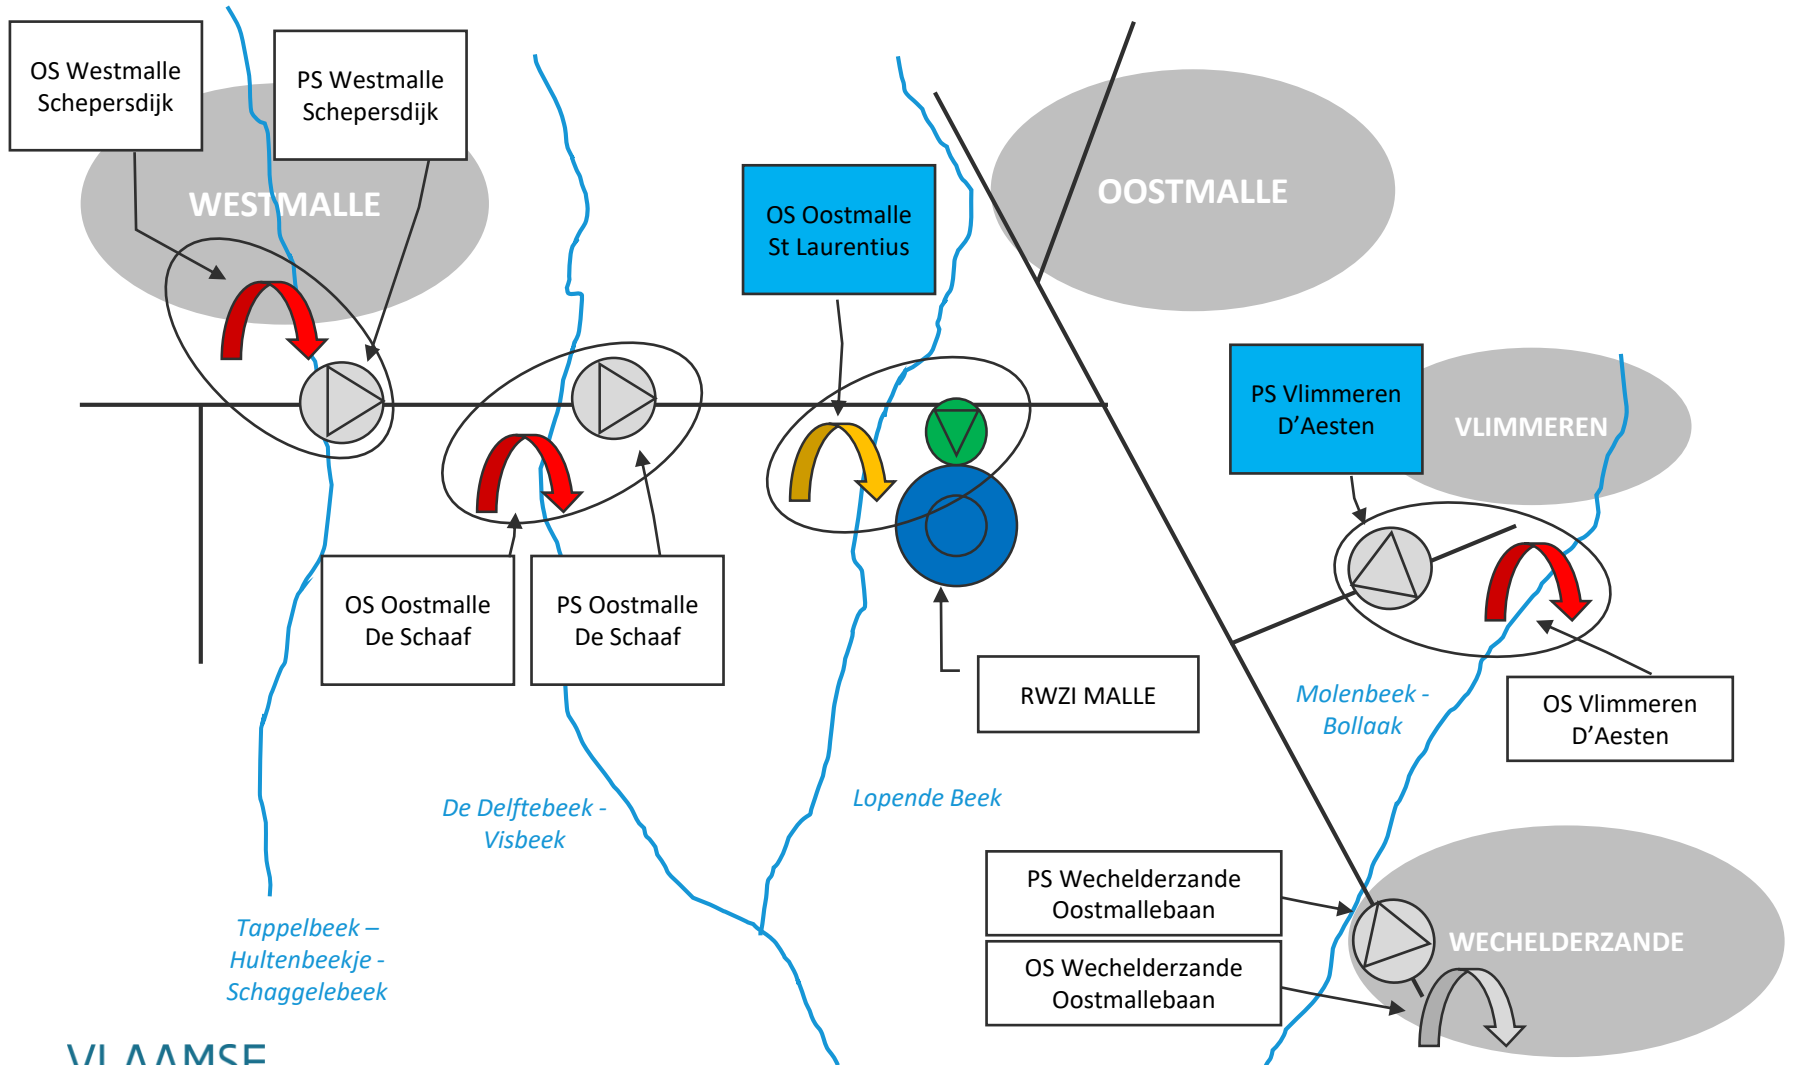 OS Westmalle
Schepersdijk
PS Westmalle
Schepersdijk
WESTMALLE
OS Oostmalle
St Laurentius
OOSTMALLE
PS Vlimmeren
D'Aesten
VLIMMEREN
OS Oostmalle
De Schaaf
PS Oostmalle
De Schaaf
RWZI MALLE
Molenbeek -
Bollaak
OS Vlimmeren
D'Aesten
De Delftebeek -
Visbeek
Lopende Beek
PS Wechelderzande
Oostmallebaan
OS Wechelderzande
Oostmallebaan
WECHELDERZANDE
Tappelbeek –
Hultenbeekje -
Schaggelebeek
VLAAMSE